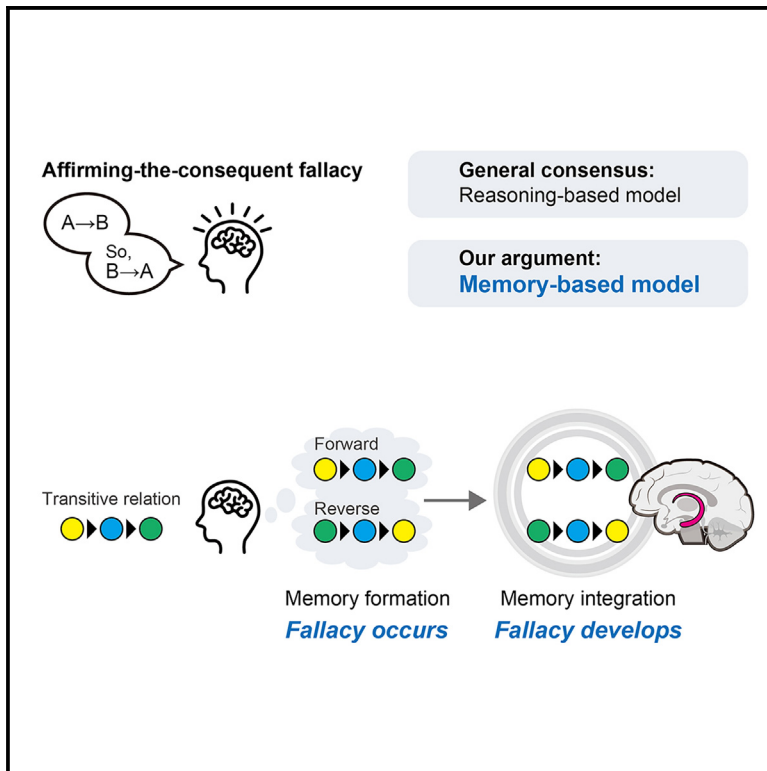 Affirming-the-consequent fallacy
A→B
So,
B→A
General consensus:
Reasoning-based model
Our argument:
Memory-based model
Transitive relation
Forward
Reverse
Memory formation
Fallacy occurs
Memory integration
Fallacy develops